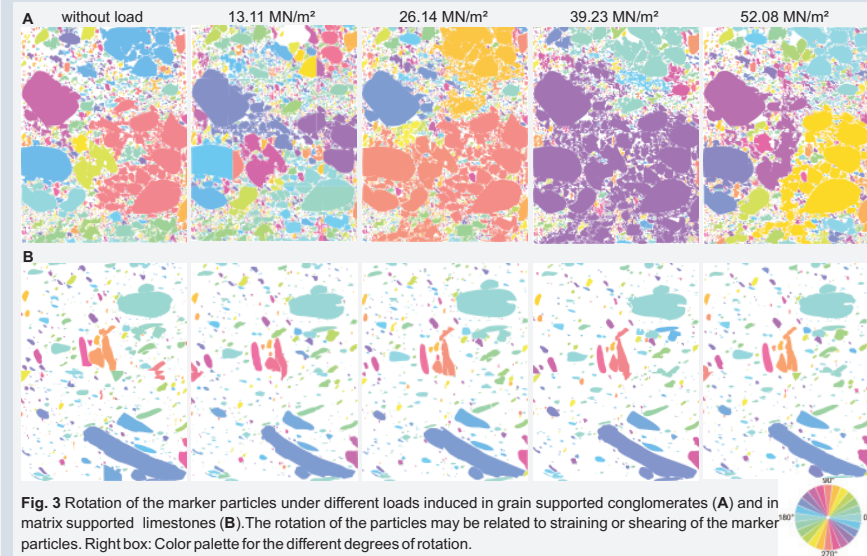 without load 13.11 MN/m² 26.14 MN/m² 39.23 MN/m² 52.08 MN/m²
A
B
Fig. 3 Rotation of the marker particles under different loads induced in grain supported conglomerates (A) and in
matrix supported limestones (B).The rotation of the particles may be related to straining or shearing of the marker
particles. Right box: Color palette for the different degrees of rotation.
90°
180° 0
270°